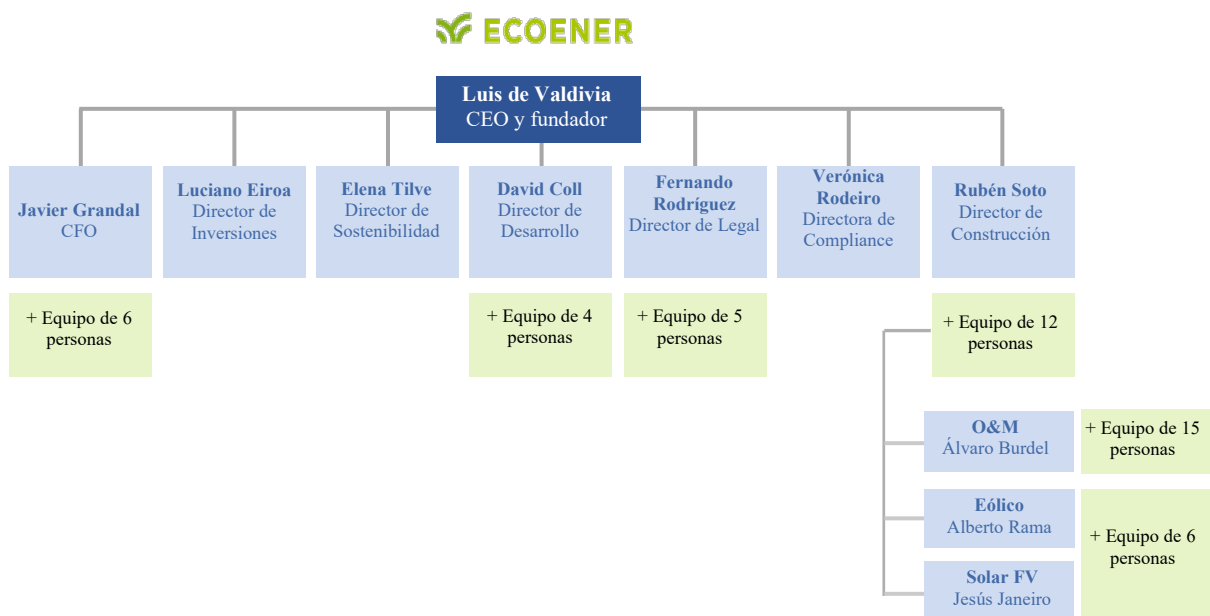 ECOENER
Luis de Valdivia
CEO y fundador
Javier Grandal
CFO
Luciano Eiroa
Director de
Inversiones
Elena Tilve
Director de
Sostenibilidad
David Coll
Director de
Desarrollo
Fernando
Rodríguez
Director de Legal
Verónica
Rodeiro
Directora de
Compliance
Rubén Soto
Director de
Construcción
+ Equipo de 6
personas
+ Equipo de 4
personas
+ Equipo de 5
personas
+ Equipo de 12
personas
O&M
Álvaro Burdel
+ Equipo de 15
personas
Eólico
Alberto Rama
+ Equipo de 6
personas
Solar FV
Jesús Janeiro